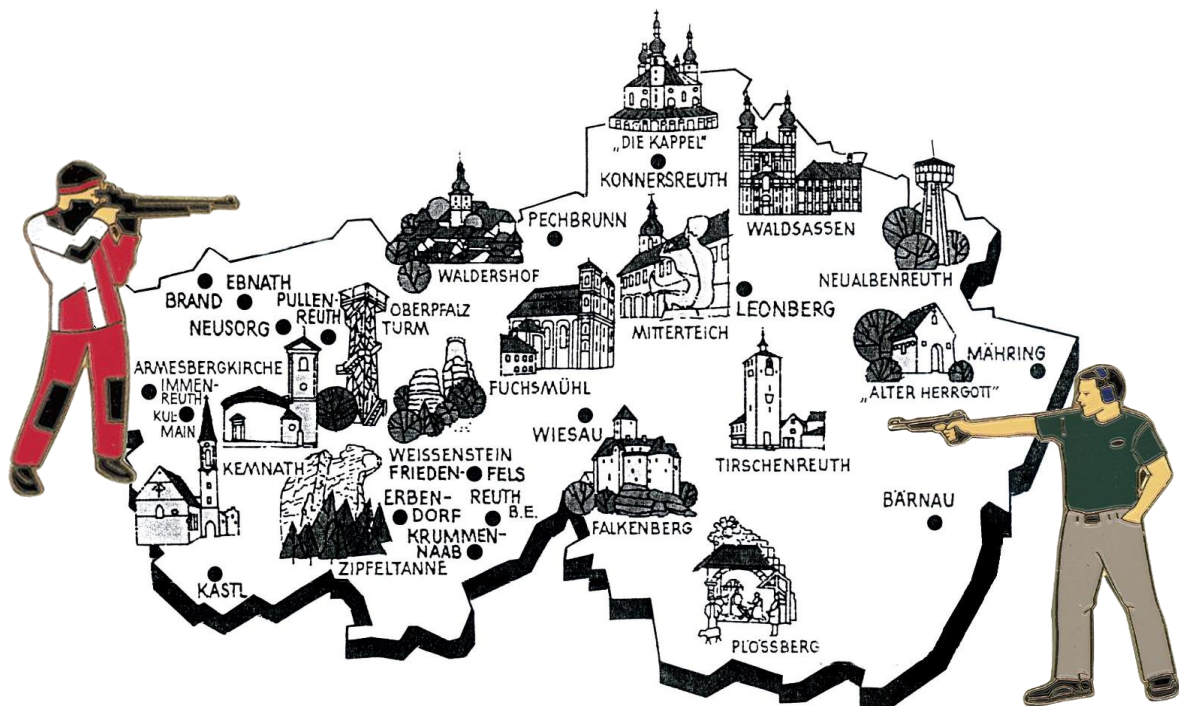 „DIE KAPPEL"
KONNERSREUTH
WALDSASSEN
PECHBRUNN
WALDERSHOF
NEUALBENREUTH
EBNATH
BRAND
PULLEN-
REUTH
OBERPFALZ
TURM
NEUSORG
MITTERTEICH
LEONBERG
ARMESBERGKIRCHE
IMMEN-
REUTH
KUL-
MAIN
FUCHSMÜHL
MÄHRING
„ALTER HERRGOTT"
WIESAU
KEMNATH
WEISSENSTEIN
FRIEDEN-FELS
TIRSCHENREUTH
ERBEN-
DORF
REUTH
B.E.
KRUMMEN-
NAAB
FALKENBERG
BÄRNAU
ZIPFELTANNE
KASTL
PLÖSSBERG